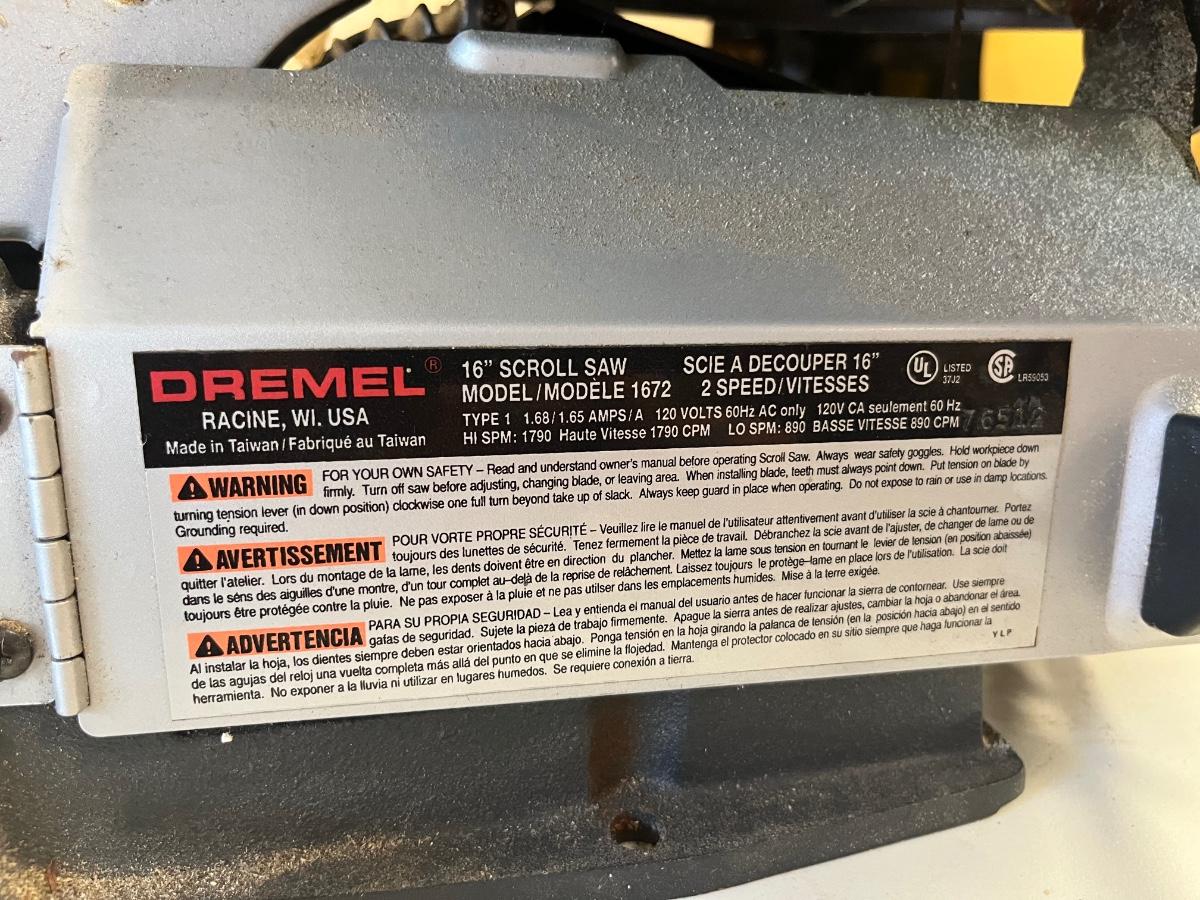 DREMEL®
RACINE, WI. USA
Made in Taiwan/Fabriqué au Taiwan
16” SCROLL SAW SCIE A DECOUPER 16”
MODEL/MODÈLE 1672 2 SPEED/VITESSES
TYPE 1 1.68/1.65 AMPS/A 120 VOLTS 60Hz AC only 120V CA seulement 60 Hz
HI SPM: 1790 Haute Vitesse 1790 CPM LO SPM: 890 BASSE VITESSE 890 CPM
UL LISTED
37J2
SA LR59053
WARNING FOR YOUR OWN SAFETY – Read and understand owner's manual before operating Scroll Saw. Always wear safety goggles. Hold workpiece down
firmly. Turn off saw before adjusting, changing blade, or leaving area. When installing blade, teeth must always point down. Put tension on blade by
turning tension lever (in down position) clockwise one full turn beyond take up of slack. Always keep guard in place when operating. Do not expose to rain or use in damp locations.
Grounding required.
AVERTISSEMENT POUR VORTE PROPRE SÉCURITÉ – Veuillez lire le manuel de l'utilisateur attentivement avant d'utiliser la scie à chantourner. Portez
toujours des lunettes de sécurité. Tenez fermement la pièce de travail. Débranchez la scie avant de l'ajuster, de changer de lame ou de
quitter l'atelier. Lors du montage de la lame, les dents doivent être en direction du plancher. Mettez la lame sous tension en tournant le levier de tension (en position abaissée)
dans le séns des aiguilles d'une montre, d'un tour complet au–delà de la reprise de relâchement. Laissez toujours le protège–lame en place lors de l'utilisation. La scie doit
toujours être protégée contre la pluie. Ne pas exposer à la pluie et ne pas utiliser dans les emplacements humides. Mise à la terre exigée.
ADVERTENCIA PARA SU PROPIA SEGURIDAD – Lea y entienda el manual del usuario antes de hacer funcionar la sierra de contornear. Use siempre
gafas de seguridad. Sujete la pieza de trabajo firmemente. Apague la sierra antes de realizar ajustes, cambiar la hoja o abandonar el área.
Al instalar la hoja, los dientes siempre deben estar orientados hacia abajo. Ponga tensión en la hoja girando la palanca de tensión (en la posición hacia abajo) en el sentido
de las agujas del reloj una vuelta completa más allá del punto en que se elimine la flojedad. Mantenga el protector colocado en su sitio siempre que haga funcionar la
herramienta. No exponer a la lluvia ni utilizar en lugares humedos. Se requiere conexión a tierra.
YLP